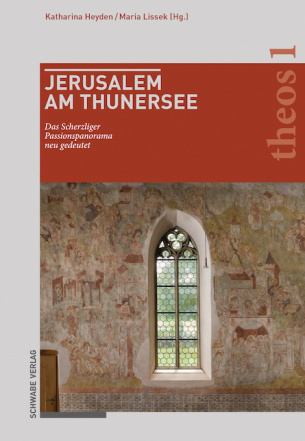 Katharina Heyden / Maria Lissek (Hg.)
JERUSALEM
AM THUNERSEE
Das Scherzliger
Passionspanorama
neu gedeutet
theos 1
SCHWABE VERLAG